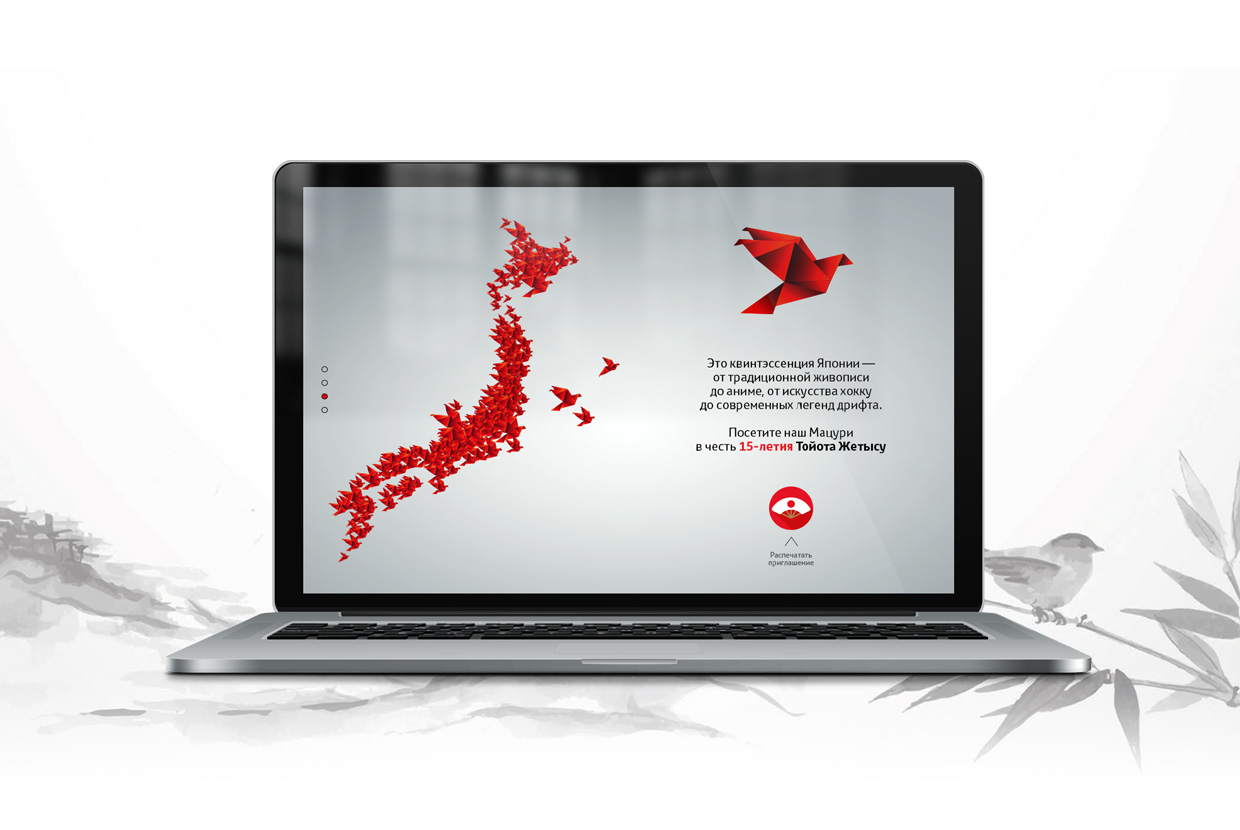 Это квинтэссенция Японии —
от традиционной живописи
до аниме, от искусства хокку
до современных легенд дрифта.
Посетите наш Мацури
в честь 15-летия Тойота Жетысу
Распечатать
приглашение